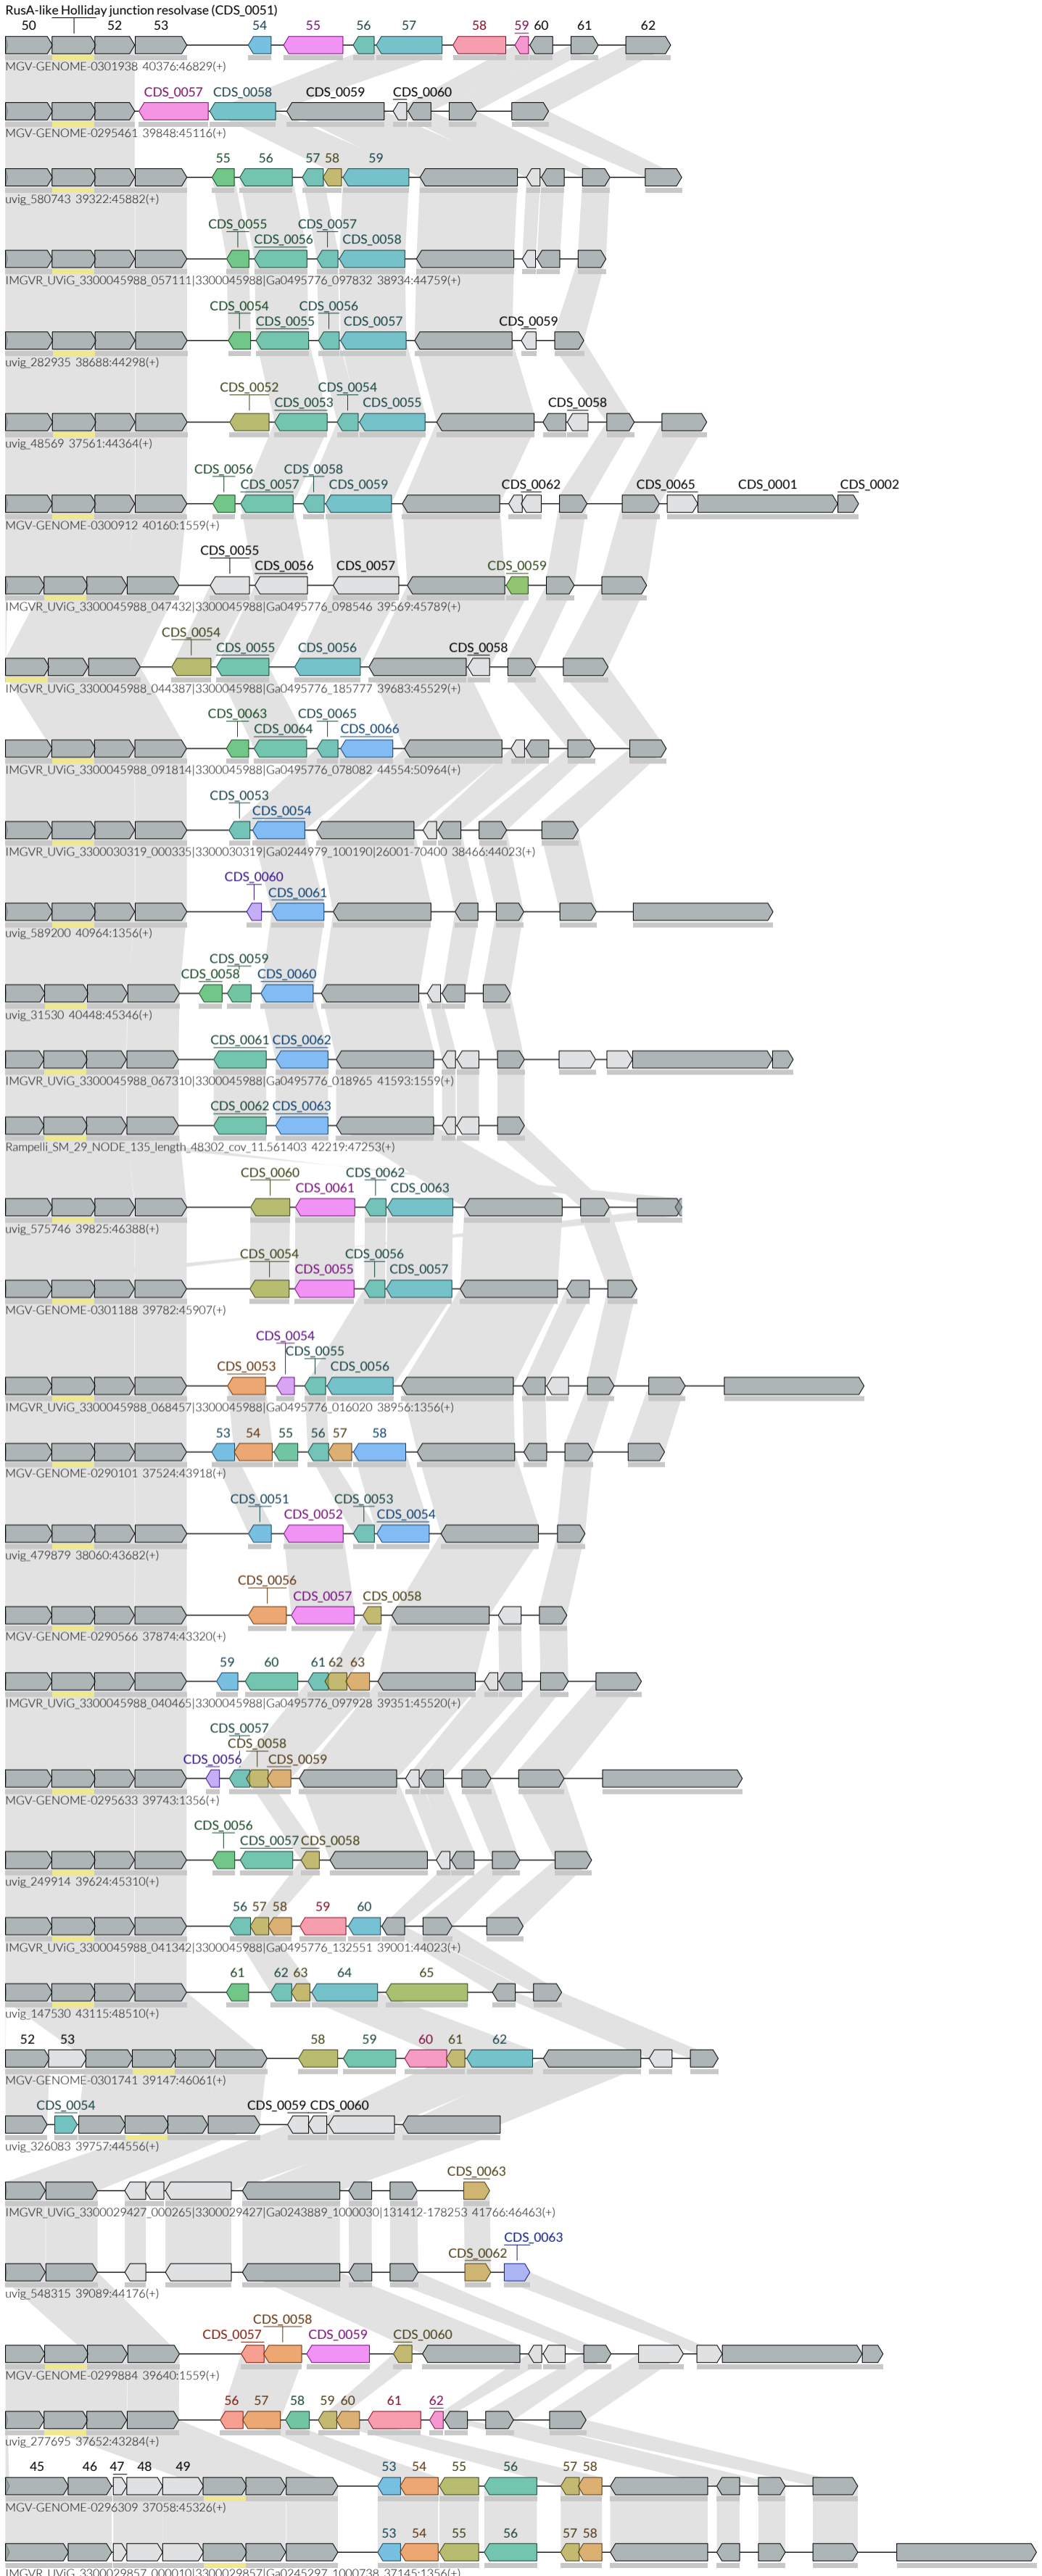 RusA-like Holliday junction resolvase (CDS_0051)
50 52 53 54 55 56 57 58 59 60 61 62
MGV-GENOME-0301938 40376:46829(+)
CDS_0057 CDS_0058 CDS_0059 CDS_0060
MGV-GENOME-0295461 39848:45116(+)
55 56 57 58 59
uvig_580743 39322:45882(+)
CDS_0055 CDS_0057
CDS_0056 CDS_0058
IMGVR_UViG_3300045988_057111|3300045988|Ga0495776_097832 38934:44759(+)
CDS_0054 CDS_0056
CDS_0055 CDS_0057 CDS_0059
uvig_282935 38688:44298(+)
CDS_0052 CDS_0054
CDS_0053 CDS_0055 CDS_0058
uvig_48569 37561:44364(+)
CDS_0056 CDS_0058
CDS_0057 CDS_0059 CDS_0062 CDS_0065 CDS_0001 CDS_0002
MGV-GENOME-0300912 40160:1559(+)
CDS_0055
CDS_0056 CDS_0057 CDS_0059
IMGVR_UViG_3300045988_047432|3300045988|Ga0495776_098546 39569:45789(+)
CDS_0054
CDS_0055 CDS_0056 CDS_0058
IMGVR_UViG_3300045988_044387|3300045988|Ga0495776_185777 39683:45529(+)
CDS_0063 CDS_0065
CDS_0064 CDS_0066
IMGVR_UViG_3300045988_091814|3300045988|Ga0495776_078082 44554:50964(+)
CDS_0053
CDS_0054
IMGVR_UViG_3300030319_000335|3300030319|Ga0244979_100190|26001-70400 38466:44023(+)
CDS_0060
CDS_0061
uvig_589200 40964:1356(+)
CDS_0059
CDS_0058 CDS_0060
uvig_31530 40448:45346(+)
CDS_0061 CDS_0062
IMGVR_UViG_3300045988_067310|3300045988|Ga0495776_018965 41593:1559(+)
CDS_0062 CDS_0063
Rampelli_SM_29_NODE_135_length_48302_cov_11.561403 42219:47253(+)
CDS_0060 CDS_0062
CDS_0061 CDS_0063
uvig_575746 39825:46388(+)
CDS_0054 CDS_0056
CDS_0055 CDS_0057
MGV-GENOME-0301188 39782:45907(+)
CDS_0054
CDS_0055
CDS_0053 CDS_0056
IMGVR_UViG_3300045988_068457|3300045988|Ga0495776_016020 38956:1356(+)
53 54 55 56 57 58
MGV-GENOME-0290101 37524:43918(+)
CDS_0051 CDS_0053
CDS_0052 CDS_0054
uvig_479879 38060:43682(+)
CDS_0056
CDS_0057 CDS_0058
MGV-GENOME-0290566 37874:43320(+)
59 60 61 62 63
IMGVR_UViG_3300045988_040465|3300045988|Ga0495776_097928 39351:45520(+)
CDS_0057
CDS_0058
CDS_0056 CDS_0059
MGV-GENOME-0295633 39743:1356(+)
CDS_0056
CDS_0057 CDS_0058
uvig_249914 39624:45310(+)
56 57 58 59 60
IMGVR_UViG_3300045988_041342|3300045988|Ga0495776_132551 39001:44023(+)
61 62 63 64 65
uvig_147530 43115:48510(+)
52 53 58 59 60 61 62
MGV-GENOME-0301741 39147:46061(+)
CDS_0054 CDS_0059 CDS_0060
uvig_326083 39757:44556(+)
CDS_0063
IMGVR_UViG_3300029427_000265|3300029427|Ga0243889_1000030|131412-178253 41766:46463(+)
CDS_0063
CDS_0062
uvig_548315 39089:44176(+)
CDS_0058
CDS_0057 CDS_0059 CDS_0060
MGV-GENOME-0299884 39640:1559(+)
56 57 58 59 60 61 62
uvig_277695 37652:43284(+)
45 46 47 48 49 53 54 55 56 57 58
MGV-GENOME-0296309 37058:45326(+)
53 54 55 56 57 58
IMGVR_UViG_3300029857_000010|3300029857|Ga0245297_1000738 37145:1356(+)